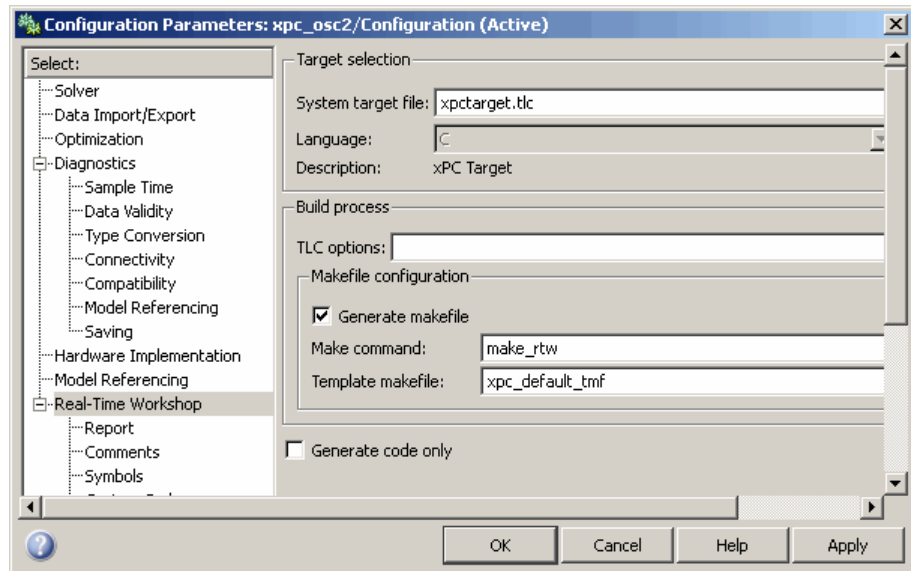 Configuration Parameters: xpc_osc2/Configuration (Active)
Select:
Solver
Data Import/Export
Optimization
Diagnostics
Sample Time
Data Validity
Type Conversion
Connectivity
Compatibility
Model Referencing
Saving
Hardware Implementation
Model Referencing
Real-Time Workshop
Report
Comments
Symbols
Target selection
System target file: xpctarget.tlc
Language: C
Description: xPC Target
Build process
TLC options:
Makefile configuration
Generate makefile
Make command: make_rtw
Template makefile: xpc_default_tmf
Generate code only
OK
Cancel
Help
Apply